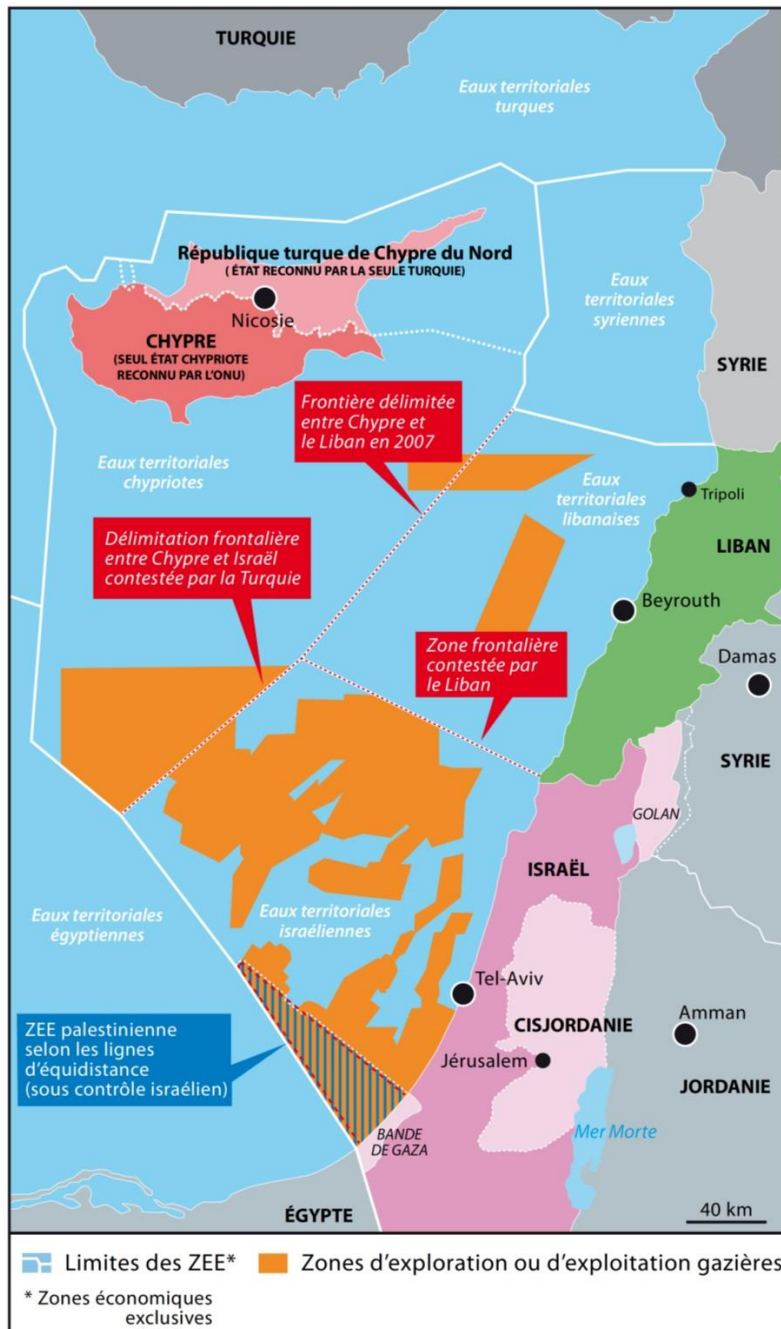 TURQUIE
Eaux territoriales
turques
République turque de Chypre du Nord
( ÉTAT RECONNU PAR LA SEULE TURQUIE)
Nicosie
CHYPRE
(SEUL ÉTAT CHYPRIOTE
RECONNU PAR L'ONU)
Eaux
territoriales
syriennes
SYRIE
Frontière délimitée
entre Chypre et
le Liban en 2007
Eaux territoriales
chypriotes
Eaux
territoriales
libanaises
Tripoli
LIBAN
Délimitation frontalière
entre Chypre et Israël
contestée par la Turquie
Beyrouth
Zone frontalière
contestée par
le Liban
Damas
SYRIE
GOLAN
ISRAËL
Eaux territoriales
égyptiennes
Eaux territoriales
israéliennes
Tel-Aviv
CISJORDANIE
Amman
ZEE palestinienne
selon les lignes
d'équidistance
(sous contrôle israélien)
Jérusalem
JORDANIE
BANDE
DE GAZA
Mer Morte
ÉGYPTE
40 km
Limites des ZEE*
Zones d'exploration ou d'exploitation gazières
* Zones économiques
exclusives